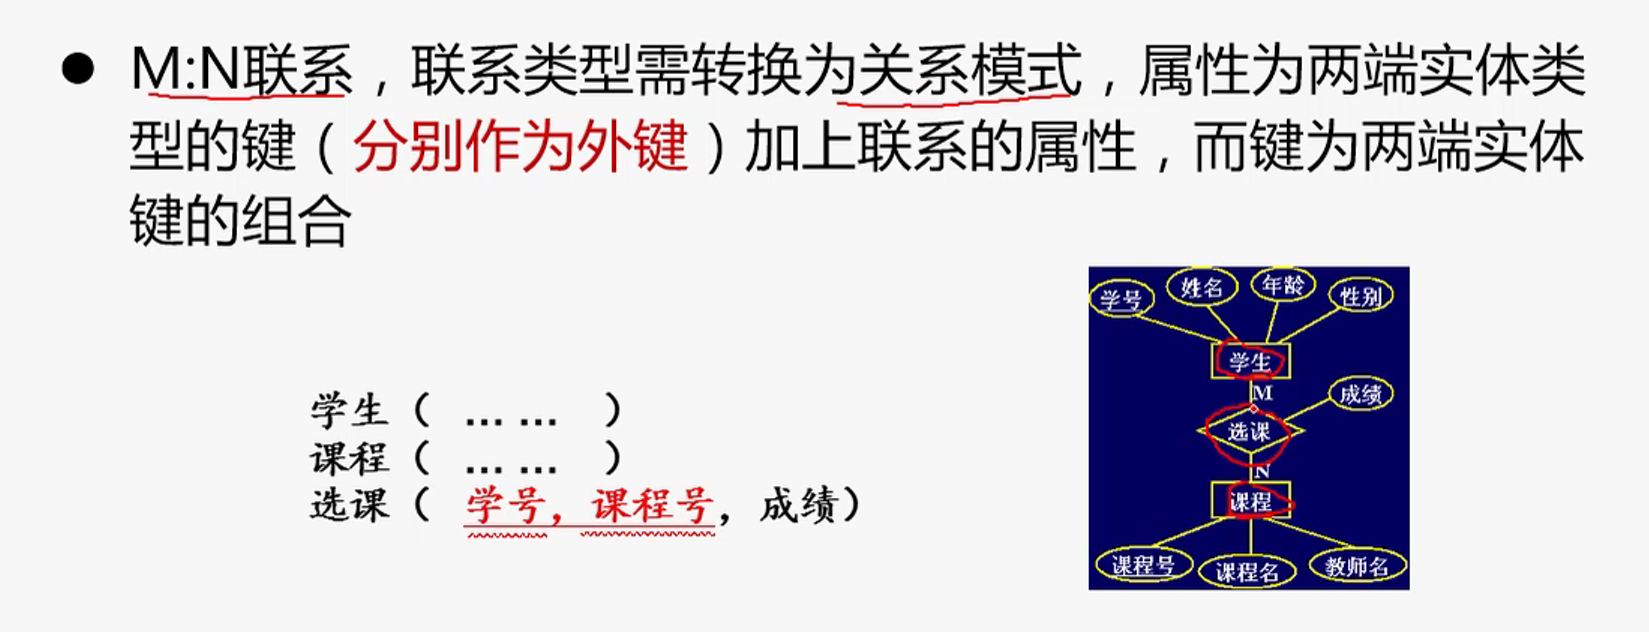 ● M:N联系，联系类型需转换为关系模式，属性为两端实体类
型的键（分别作为外键）加上联系的属性，而键为两端实体
键的组合
学生（ … … ）
课程（ … … ）
选课（ 学号，课程号，成绩）
学号 姓名 年龄 性别
学生
M
成绩
选课
N
课程
课程号 课程名 教师名